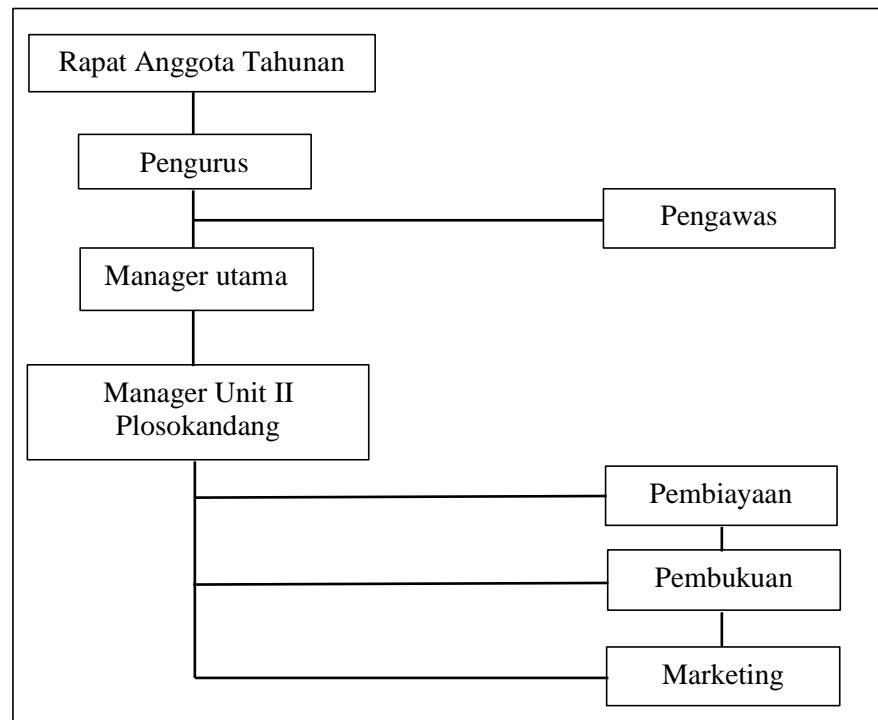 Rapat Anggota Tahunan
Pengurus
Pengawas
Manager utama
Manager Unit II
Plosokandang
Pembiayaan
Pembukuan
Marketing